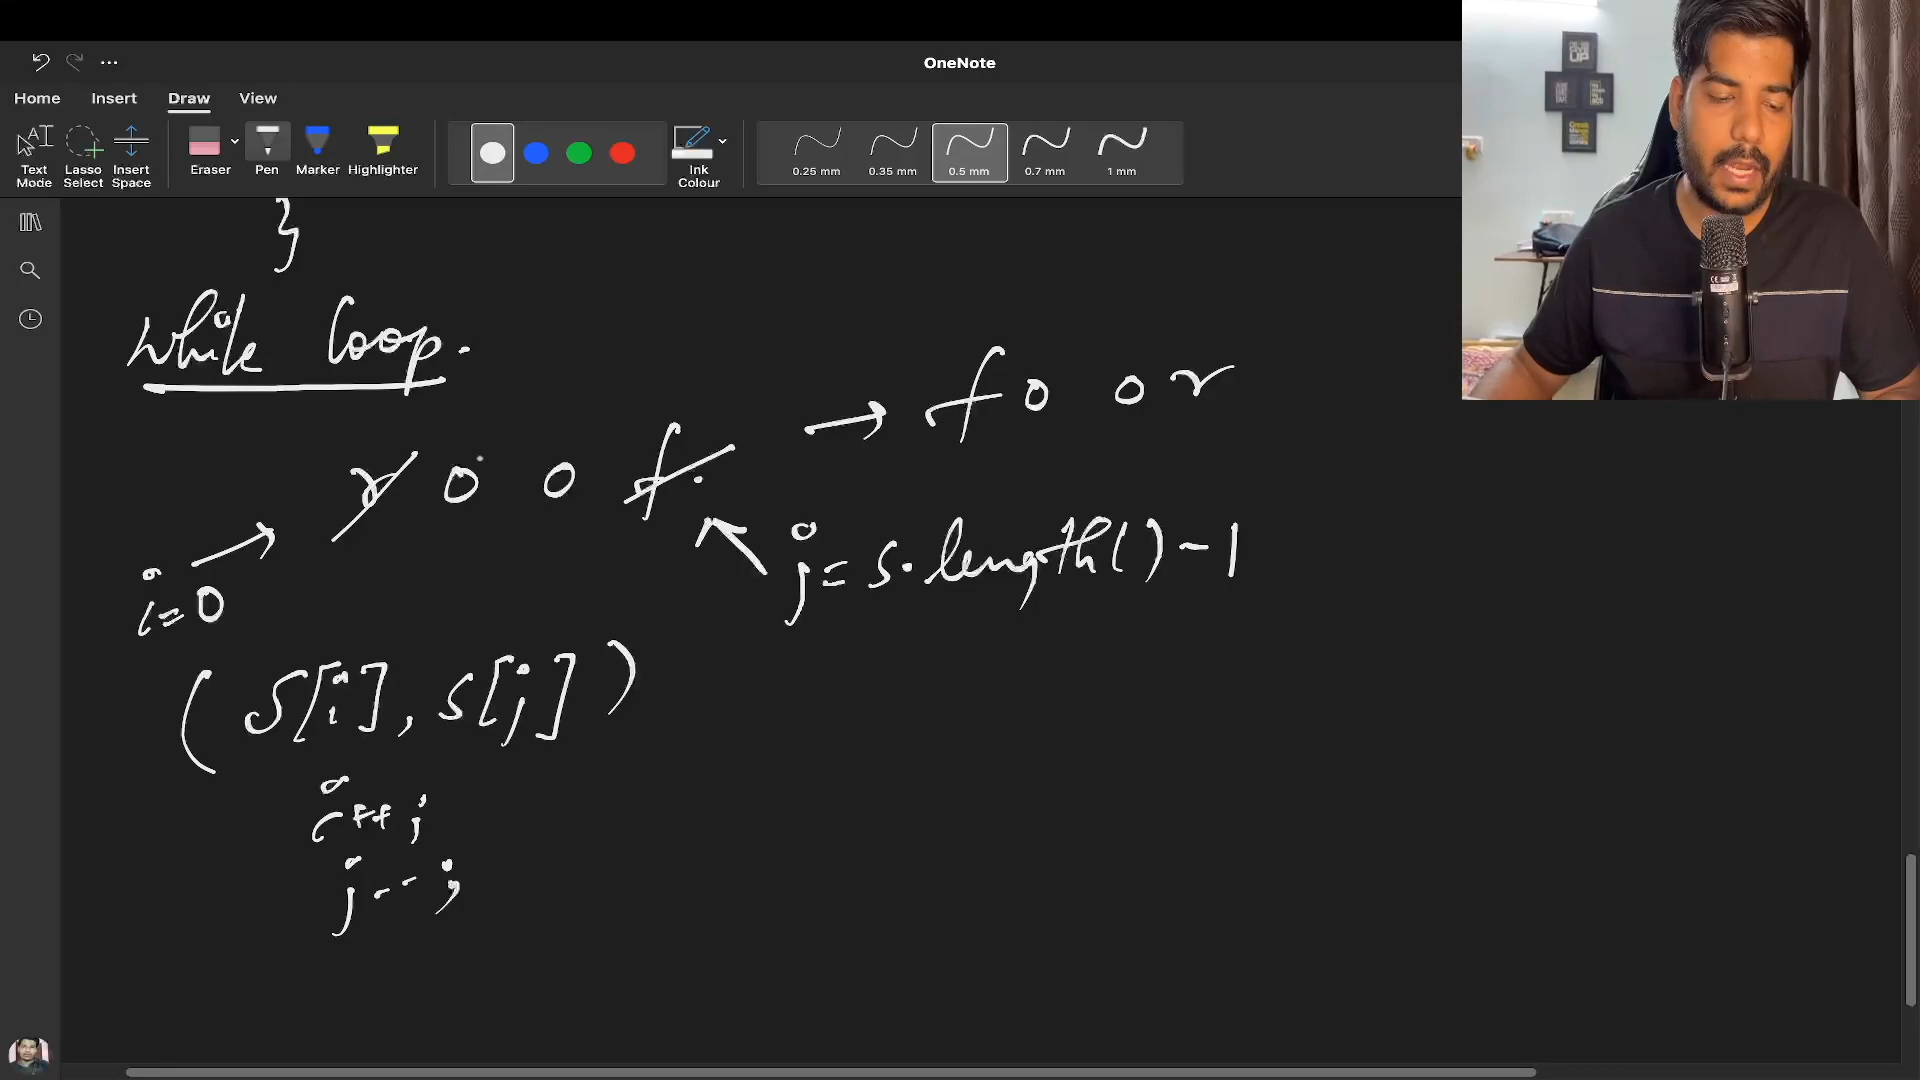 OneNote
Home Insert Draw View
Text Mode
Lasso Select
Insert Space
Eraser
Pen
Marker
Highlighter
Ink Colour
0.25 mm
0.35 mm
0.5 mm
0.7 mm
1 mm
}
While loop.
r o o f. → f o o r
i=0
j = s.length() - 1
( S[i], s[j] )
i++;
j--;